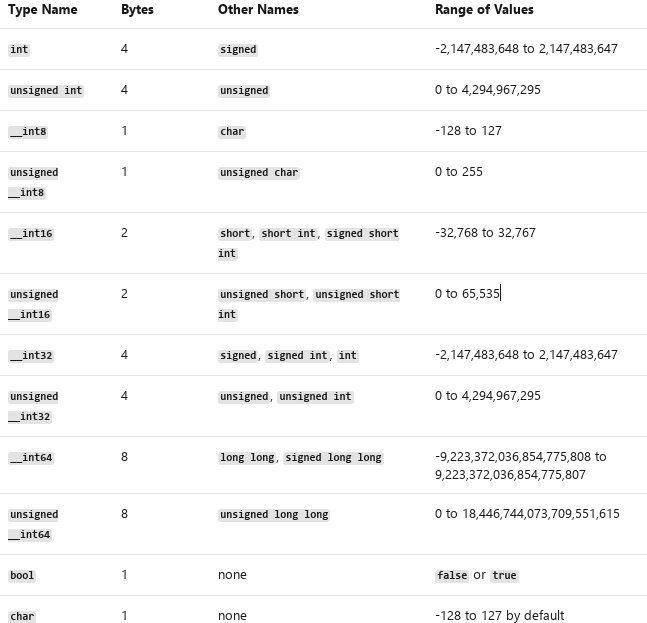 Type Name Bytes Other Names Range of Values
int 4 signed -2,147,483,648 to 2,147,483,647
unsigned int 4 unsigned 0 to 4,294,967,295
__int8 1 char -128 to 127
unsigned 1 unsigned char 0 to 255
__int8
__int16 2 short, short int, signed short -32,768 to 32,767
int
unsigned 2 unsigned short, unsigned short 0 to 65,535
__int16 int
__int32 4 signed, signed int, int -2,147,483,648 to 2,147,483,647
unsigned 4 unsigned, unsigned int 0 to 4,294,967,295
__int32
__int64 8 long long, signed long long -9,223,372,036,854,775,808 to
9,223,372,036,854,775,807
unsigned 8 unsigned long long 0 to 18,446,744,073,709,551,615
__int64
bool 1 none false or true
char 1 none -128 to 127 by default